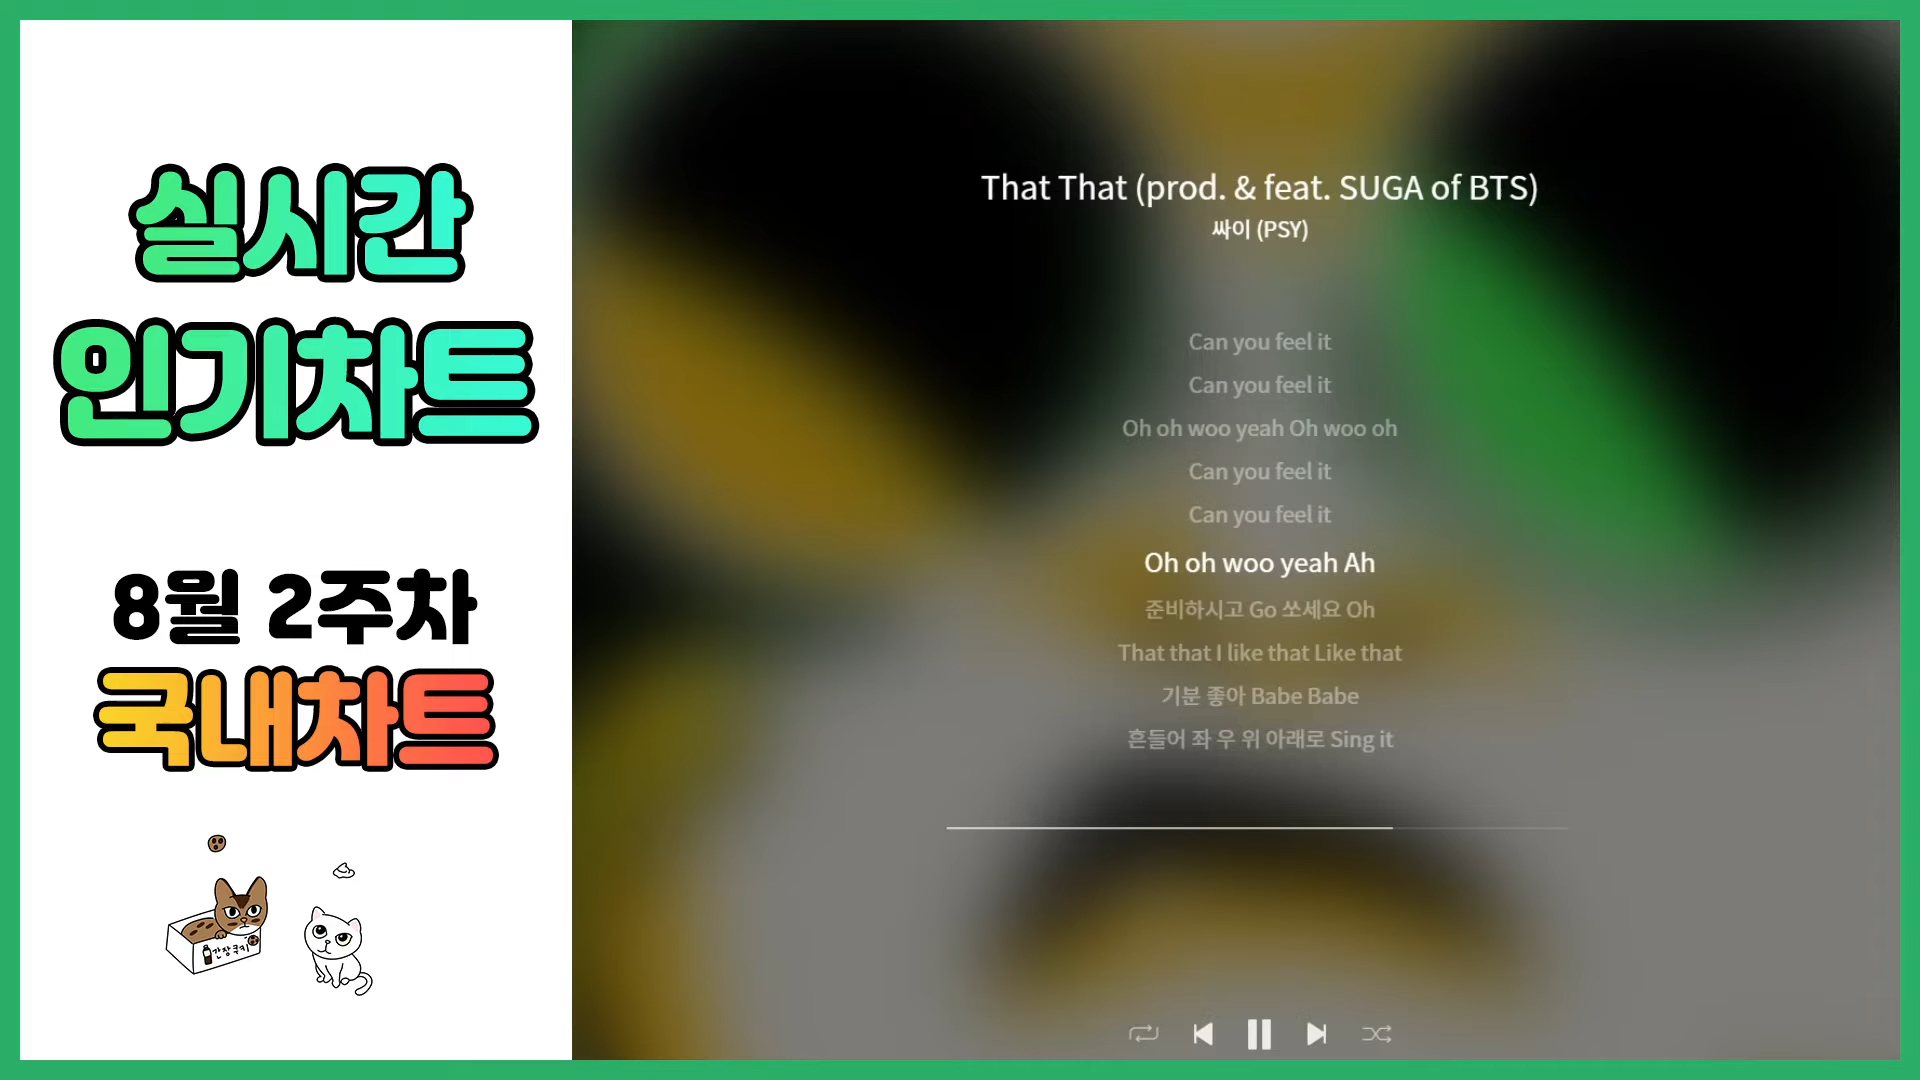 실시간
인기차트
8월 2주차
국내차트
간장쿠키
That That (prod. & feat. SUGA of BTS)
싸이 (PSY)
Can you feel it
Can you feel it
Oh oh woo yeah Oh woo oh
Can you feel it
Can you feel it
Oh oh woo yeah Ah
준비하시고 Go 쏘세요 Oh
That that I like that Like that
기분 좋아 Babe Babe
흔들어 좌 우 위 아래로 Sing it